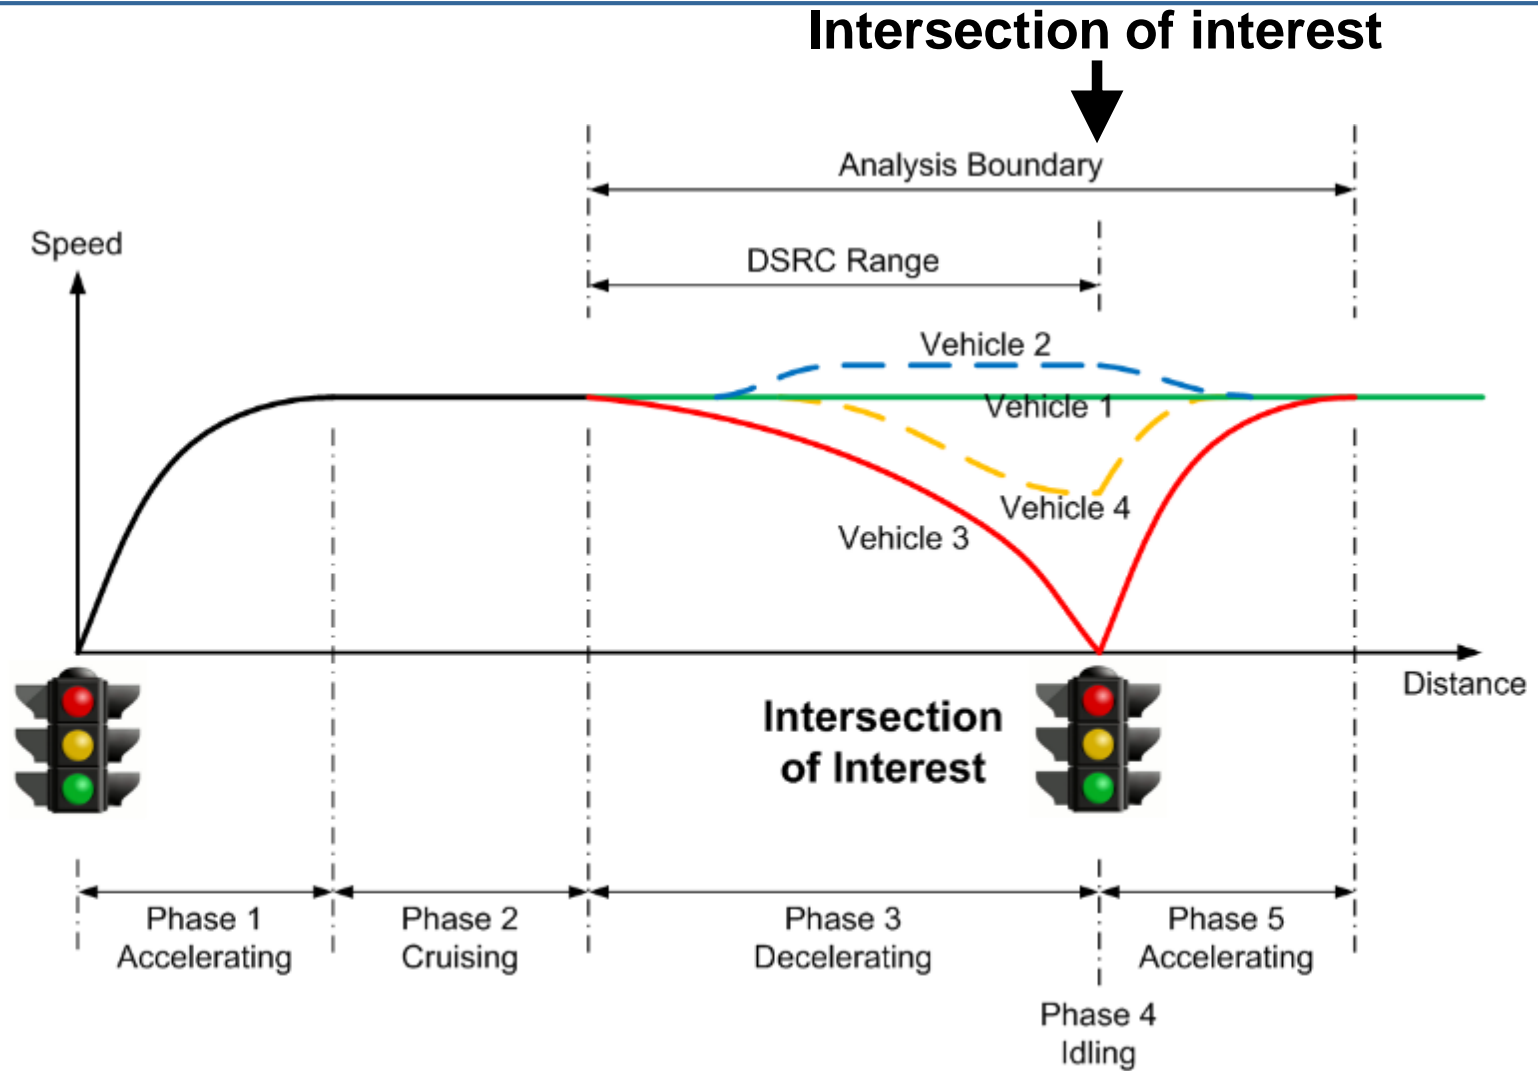 Intersection of interest
Analysis Boundary
Speed
DSRC Range
Vehicle 2
Vehicle 1
Vehicle 4
Vehicle 3
Distance
Intersection
of Interest
Phase 1
Accelerating
Phase 2
Cruising
Phase 3
Decelerating
Phase 5
Accelerating
Phase 4
Idling